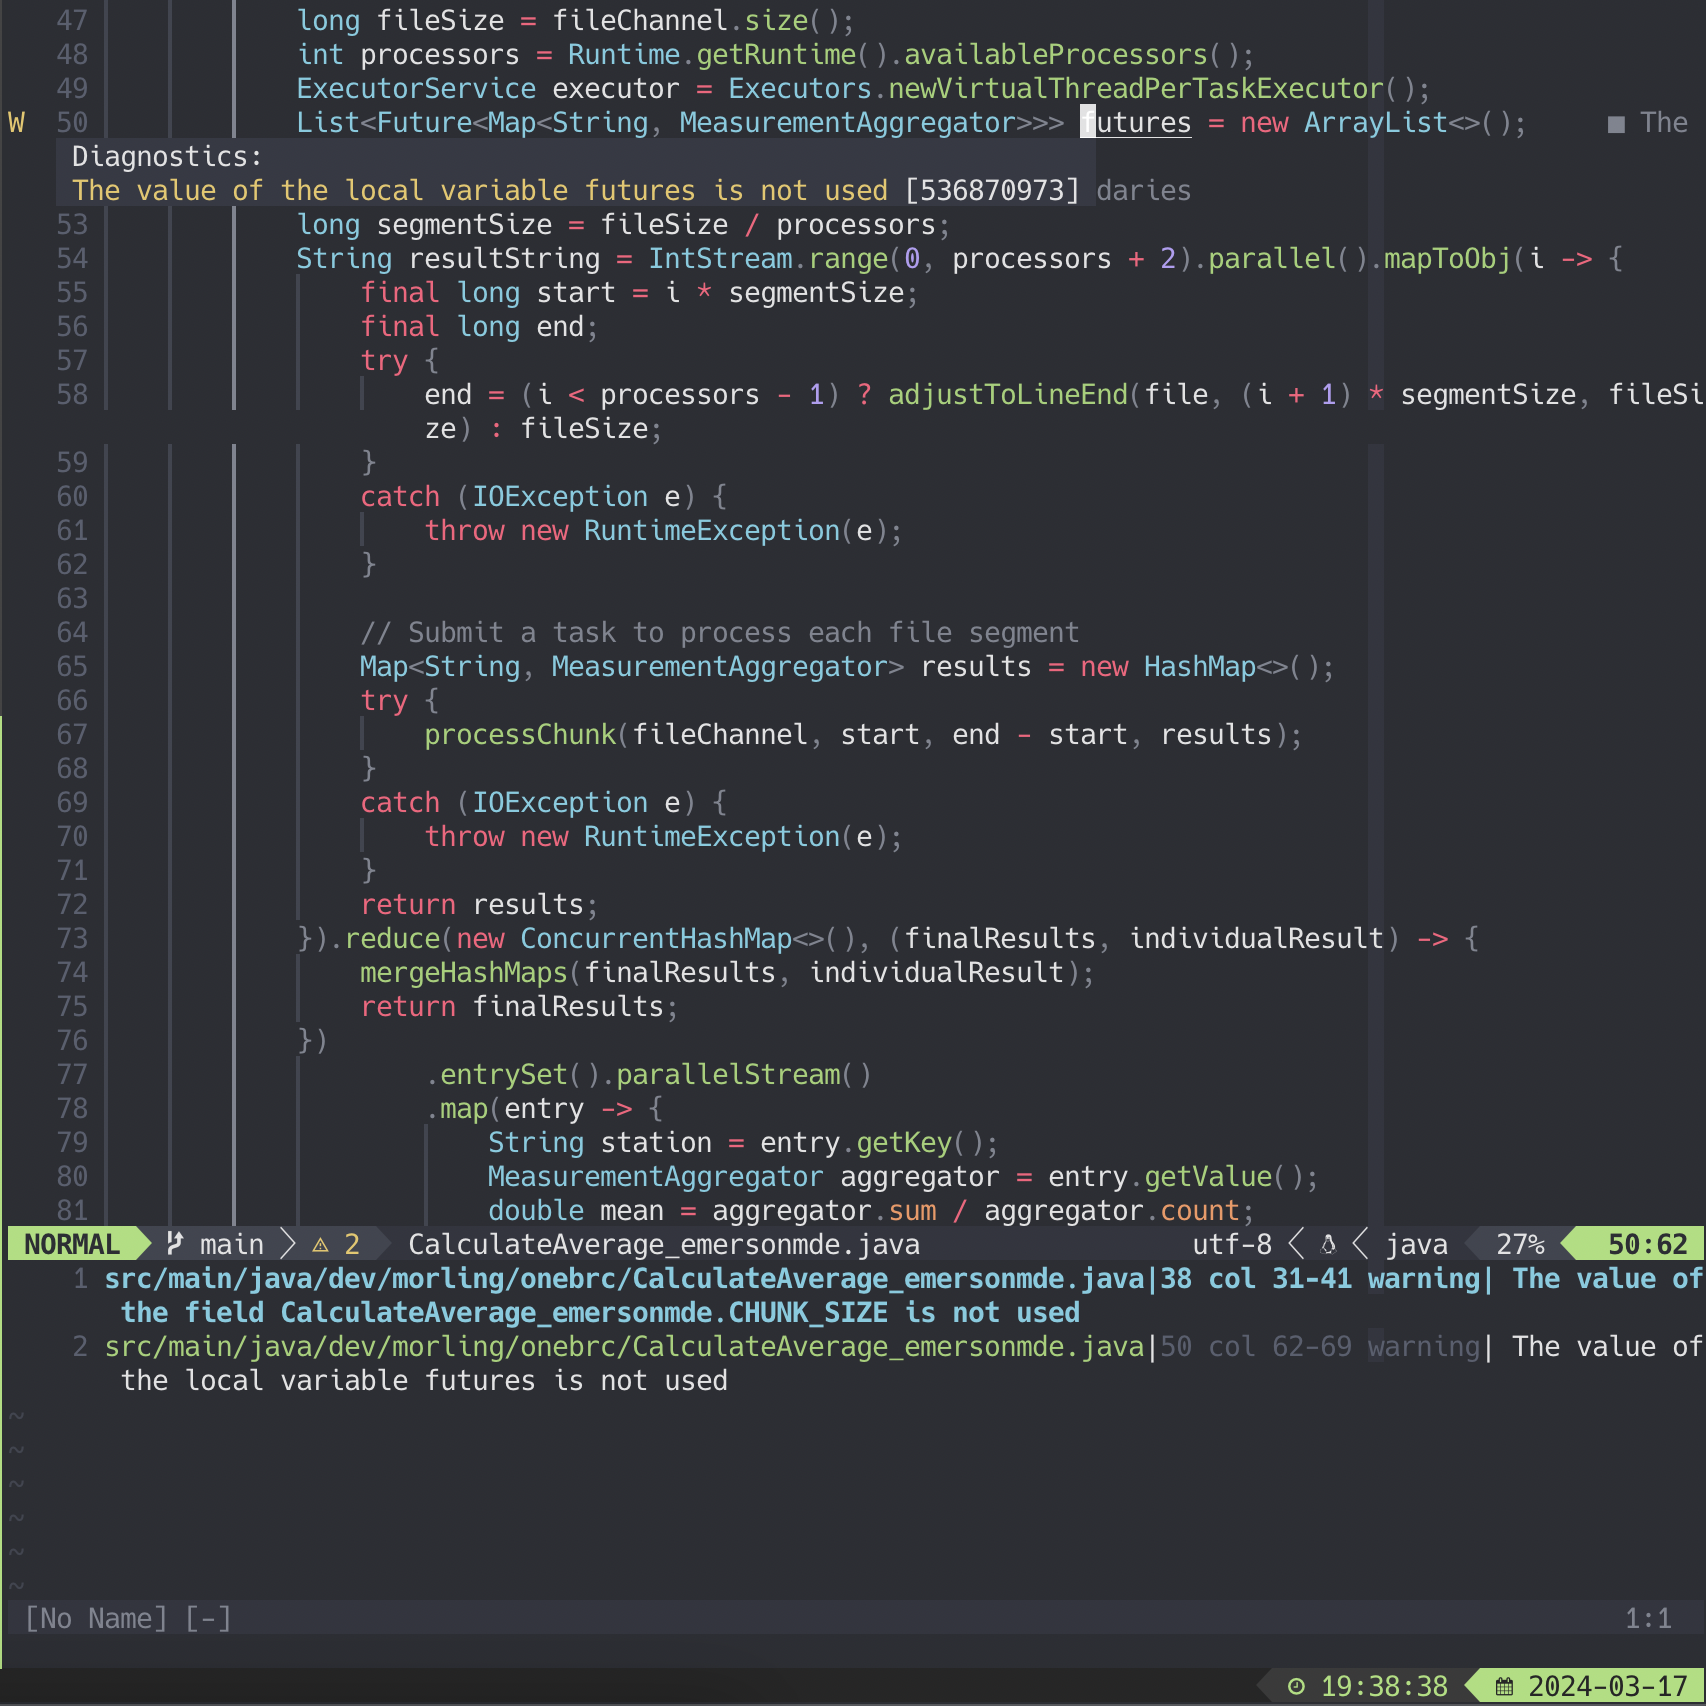 47 long fileSize = fileChannel.size();
48 int processors = Runtime.getRuntime().availableProcessors();
49 ExecutorService executor = Executors.newVirtualThreadPerTaskExecutor();
W 50 List<Future<Map<String, MeasurementAggregator>>> futures = new ArrayList<>(); ■ The
Diagnostics:
The value of the local variable futures is not used [536870973] daries
53 long segmentSize = fileSize / processors;
54 String resultString = IntStream.range(0, processors + 2).parallel().mapToObj(i -> {
55 final long start = i * segmentSize;
56 final long end;
57 try {
58 end = (i < processors - 1) ? adjustToLineEnd(file, (i + 1) * segmentSize, fileSi
ze) : fileSize;
59 }
60 catch (IOException e) {
61 throw new RuntimeException(e);
62 }
63
64 // Submit a task to process each file segment
65 Map<String, MeasurementAggregator> results = new HashMap<>();
66 try {
67 processChunk(fileChannel, start, end - start, results);
68 }
69 catch (IOException e) {
70 throw new RuntimeException(e);
71 }
72 return results;
73 }).reduce(new ConcurrentHashMap<>(), (finalResults, individualResult) -> {
74 mergeHashMaps(finalResults, individualResult);
75 return finalResults;
76 })
77 .entrySet().parallelStream()
78 .map(entry -> {
79 String station = entry.getKey();
80 MeasurementAggregator aggregator = entry.getValue();
81 double mean = aggregator.sum / aggregator.count;
NORMAL main ⚠ 2 CalculateAverage_emersonmde.java utf-8 java 27% 50:62
1 src/main/java/dev/morling/onebrc/CalculateAverage_emersonmde.java|38 col 31-41 warning| The value of
the field CalculateAverage_emersonmde.CHUNK_SIZE is not used
2 src/main/java/dev/morling/onebrc/CalculateAverage_emersonmde.java|50 col 62-69 warning| The value of
the local variable futures is not used
~
~
~
~
~
~
[No Name] [-] 1:1
19:38:38 2024-03-17